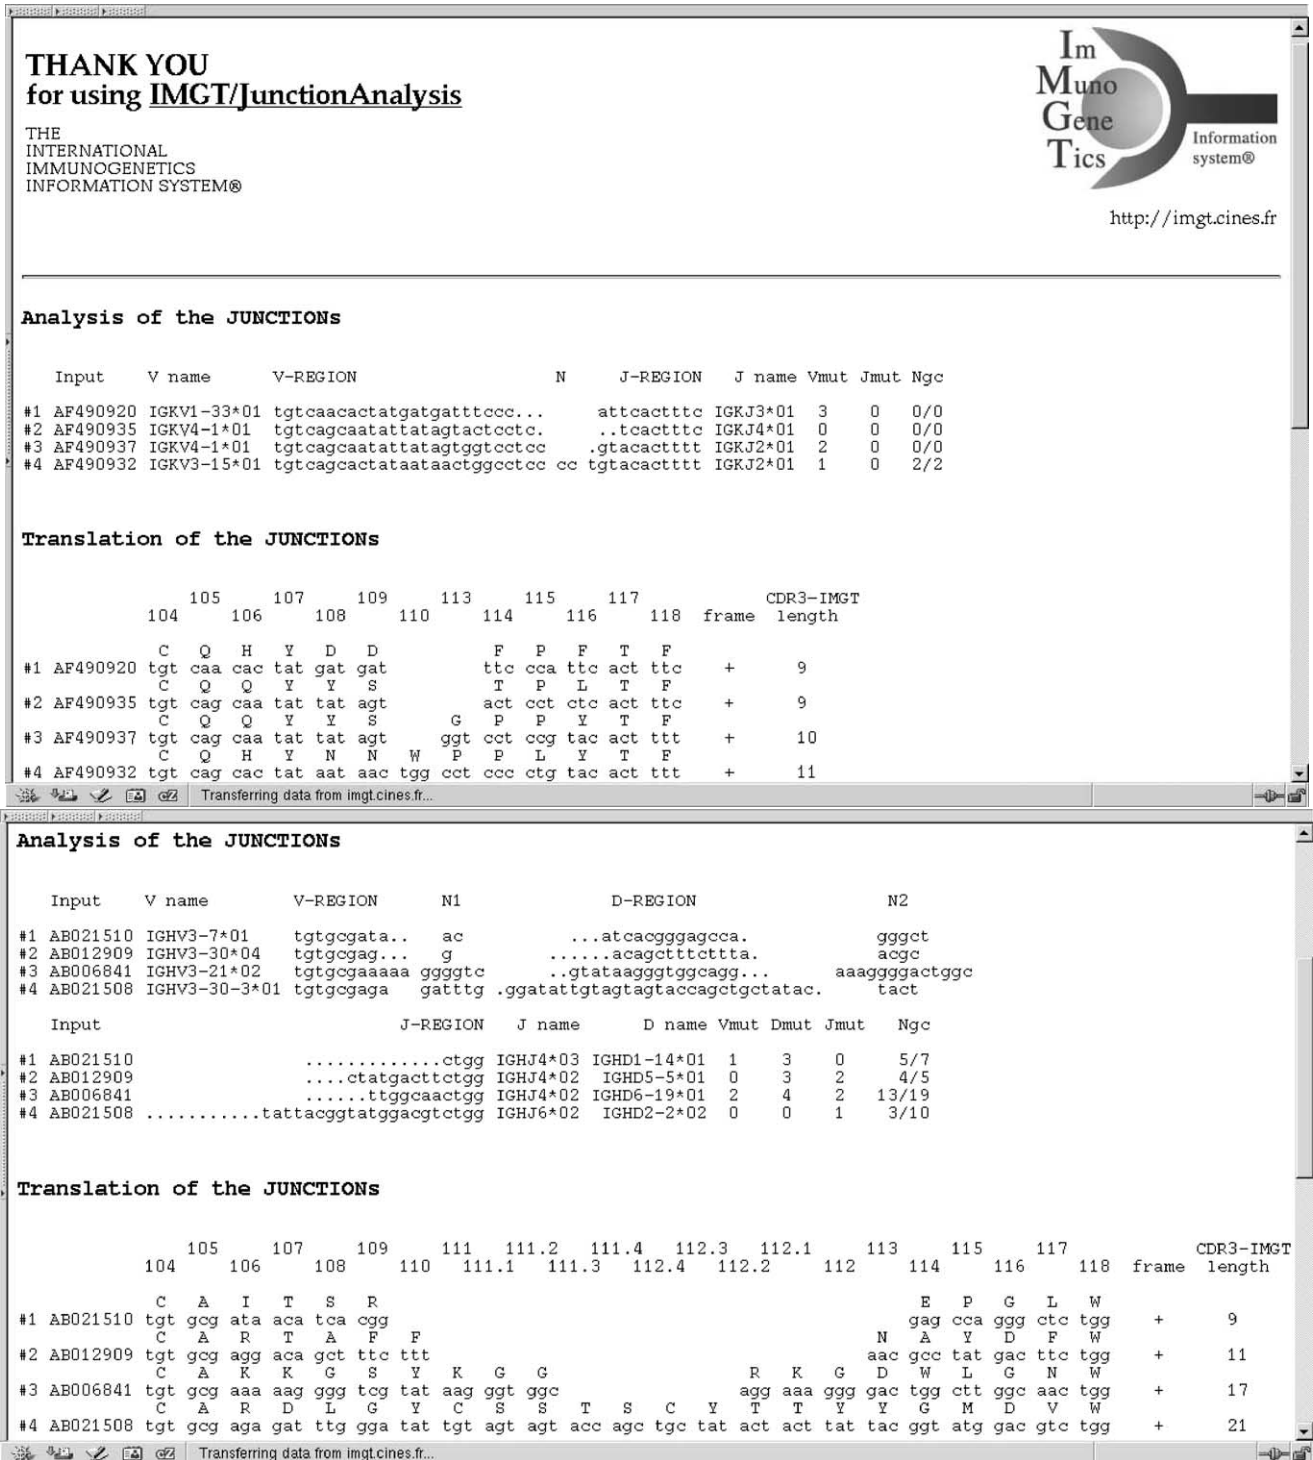 THANK YOU
for using IMGT/JunctionAnalysis
THE
INTERNATIONAL
IMMUNOGENETICS
INFORMATION SYSTEM®
Im
Muno
Gene
Tics
Information
system®
http://imgt.cines.fr
Analysis of the JUNCTIONs
Input V name V-REGION N J-REGION J name Vmut Jmut Ngc
#1 AF490920 IGKV1-33*01 tgtcaacactatgatgatttccc... attcactttc IGKJ3*01 3 0 0/0
#2 AF490935 IGKV4-1*01 tgtcagcaatattatagtactcctc. ..tcactttc IGKJ4*01 0 0 0/0
#3 AF490937 IGKV4-1*01 tgtcagcaatattatagtggtcctcc .gtacactttt IGKJ2*01 2 0 0/0
#4 AF490932 IGKV3-15*01 tgtcagcactataataactggcctcc cc tgtacactttt IGKJ2*01 1 0 2/2
Translation of the JUNCTIONs
105 107 109 113 115 117 CDR3-IMGT
104 106 108 110 114 116 118 frame length
C Q H Y D D F P F T F
#1 AF490920 tgt caa cac tat gat gat ttc cca ttc act ttc + 9
C Q Q Y Y S T P L T F
#2 AF490935 tgt cag caa tat tat agt act cct ctc act ttc + 9
C Q Q Y Y S G P P Y T F
#3 AF490937 tgt cag caa tat tat agt ggt cct ccg tac act ttt + 10
C Q H Y N N W P P L Y T F
#4 AF490932 tgt cag cac tat aat aac tgg cct ccc ctg tac act ttt + 11
Transferring data from imgt.cines.fr...
Analysis of the JUNCTIONs
Input V name V-REGION N1 D-REGION N2
#1 AB021510 IGHV3-7*01 tgtgcgata.. ac ...atcacgggagcca. gggct
#2 AB012909 IGHV3-30*04 tgtgcgag... g ......acagctttcttta. acgc
#3 AB006841 IGHV3-21*02 tgtgcgaaaaa ggggtc ..gtataagggtggcagg... aaaggggactggc
#4 AB021508 IGHV3-30-3*01 tgtgcgaga gatttg .ggatattgtagtagtaccagctgctatac. tact
Input J-REGION J name D name Vmut Dmut Jmut Ngc
#1 AB021510 .............ctgg IGHJ4*03 IGHD1-14*01 1 3 0 5/7
#2 AB012909 ....ctatgacttctgg IGHJ4*02 IGHD5-5*01 0 3 2 4/5
#3 AB006841 ......ttggcaactgg IGHJ4*02 IGHD6-19*01 2 4 2 13/19
#4 AB021508 ...........tattacggtatggacgtctgg IGHJ6*02 IGHD2-2*02 0 0 1 3/10
Translation of the JUNCTIONs
105 107 109 111 111.2 111.4 112.3 112.1 113 115 117 CDR3-IMGT
104 106 108 110 111.1 111.3 112.4 112.2 112 114 116 118 frame length
C A I T S R E P G L W
#1 AB021510 tgt gcg ata aca tca cgg gag cca ggg ctc tgg + 9
C A R T A F F N A Y D F W
#2 AB012909 tgt gcg agg aca gct ttc ttt aac gcc tat gac ttc tgg + 11
C A K K G S Y K G G R K G D W L G N W
#3 AB006841 tgt gcg aaa aag ggg tcg tat aag ggt ggc agg aaa ggg gac tgg ctt ggc aac tgg + 17
C A R D L G Y C S S T S C Y T T Y Y G M D V W
#4 AB021508 tgt gcg aga gat ttg gga tat tgt agt agt acc agc tgc tat act act tat tac ggt atg gac gtc tgg + 21
Transferring data from imgt.cines.fr...